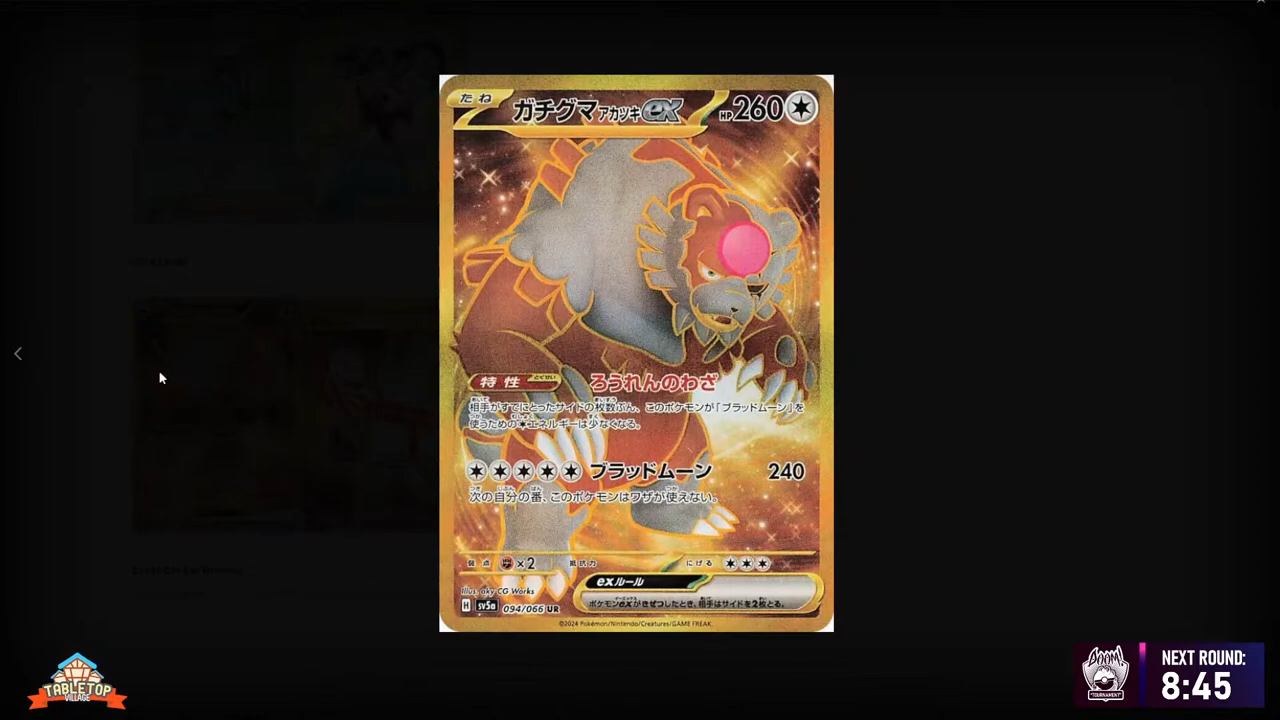 たね ガチグマ アカツキ ex HP 260
特性 とくせい ろうれんのわざ
相手がすでにとったサイドの枚数ぶん、このポケモンが「ブラッドムーン」を
使うためのエネルギーは少なくなる。
ブラッドムーン 240
次の自分の番、このポケモンはワザが使えない。
弱点 ×2 抵抗力 にげる
exルール
ポケモンexがきぜつしたとき、相手はサイドを2枚とる。
Illus. aky CG Works
H sv5a 094/066 UR
©2024 Pokémon/Nintendo/Creatures/GAME FREAK.
TABLETOP
VILLAGE
TOURNAMENT
NEXT ROUND:
8:45